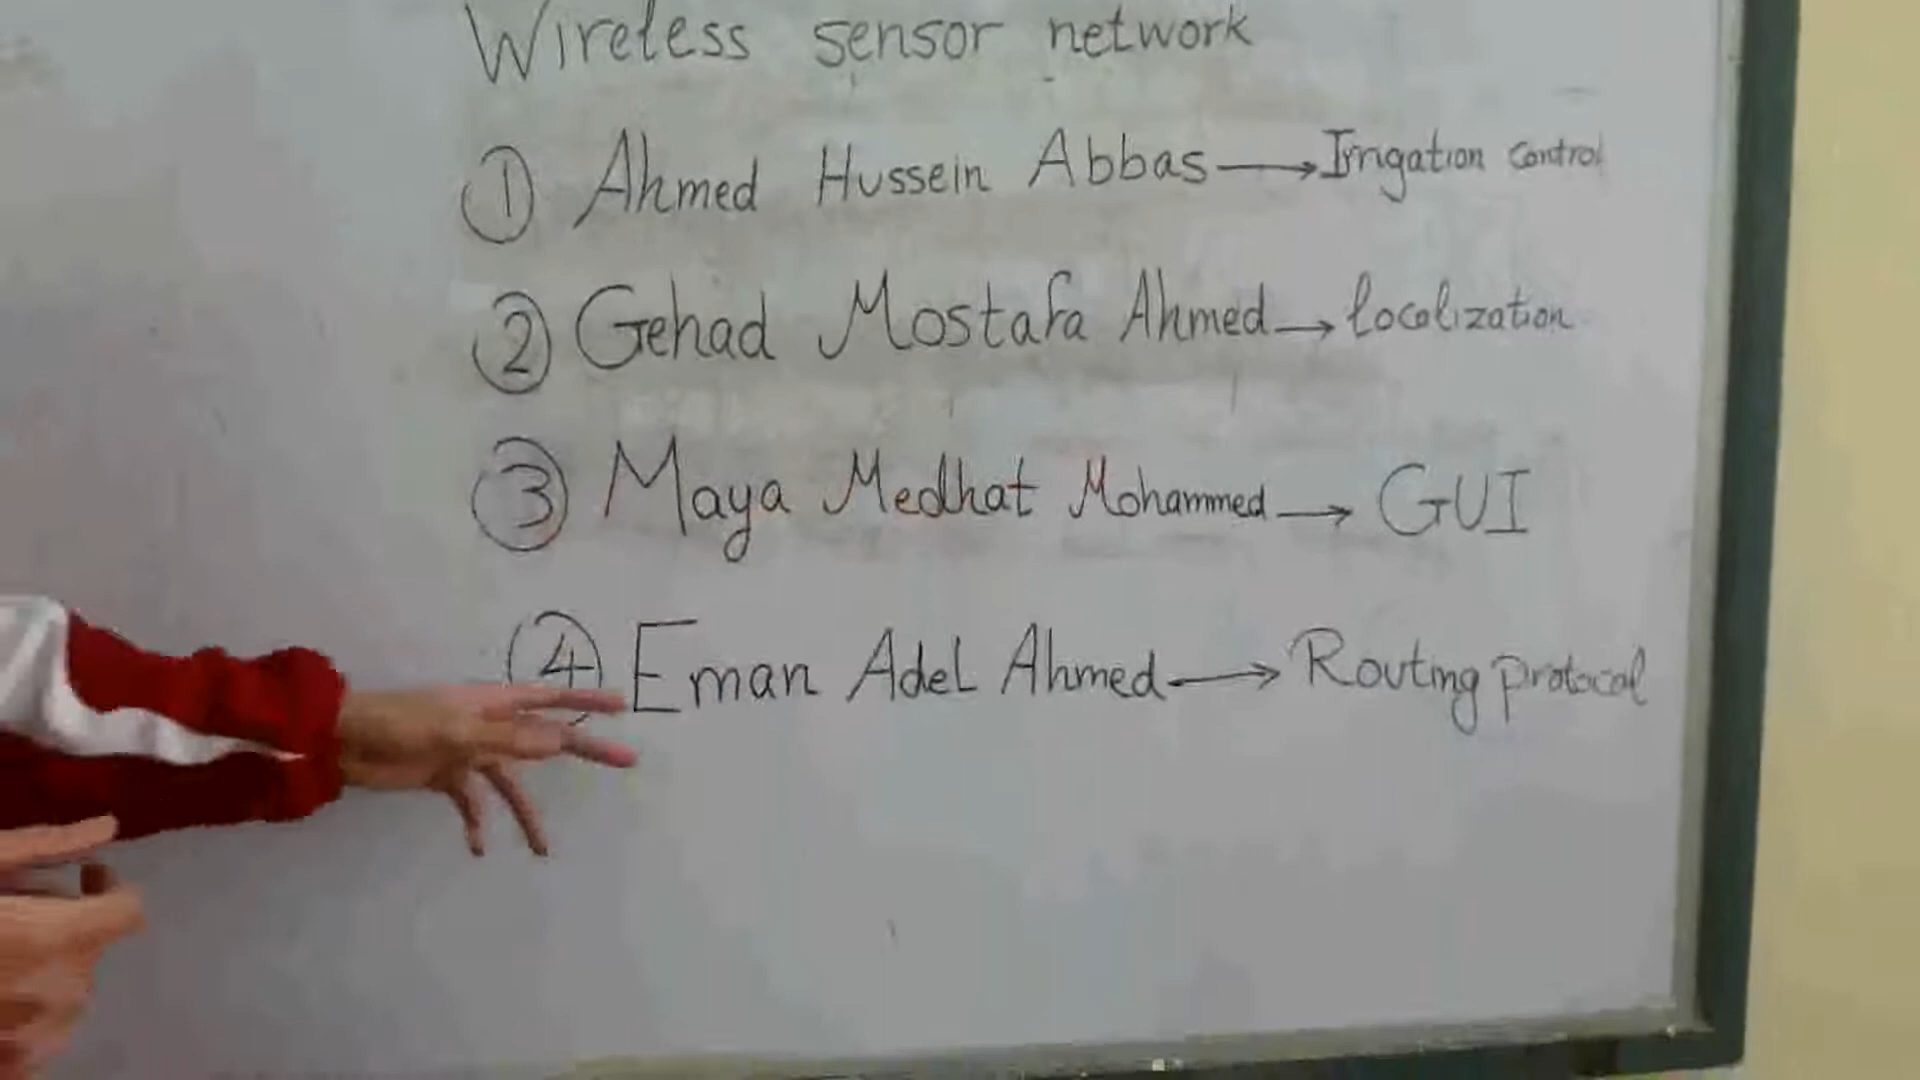 Wireless sensor network
① Ahmed Hussein Abbas → Irrigation control
② Gehad Mostafa Ahmed → localization
③ Maya Medhat Mohammed → GUI
④ Eman Adel Ahmed → Routing protocol